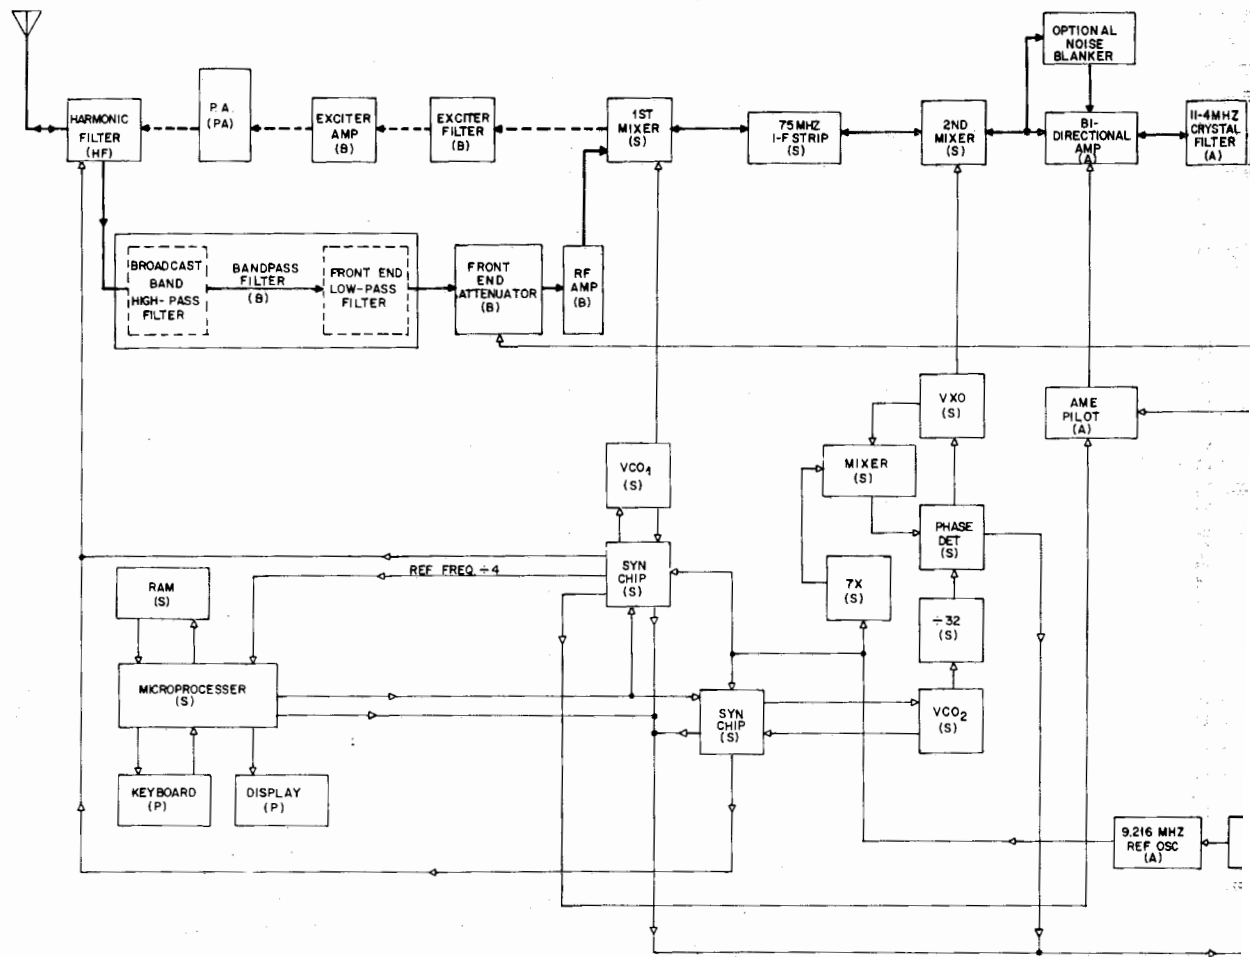 OPTIONAL
NOISE
BLANKER
HARMONIC
FILTER
(HF)
P.A.
(PA)
EXCITER
AMP
(B)
EXCITER
FILTER
(B)
1ST
MIXER
(S)
75MHZ
I-F STRIP
(S)
2ND
MIXER
(S)
BI-
DIRECTIONAL
AMP
(A)
11-4MHZ
CRYSTAL
FILTER
(A)
BROADCAST
BAND
HIGH-PASS
FILTER
BANDPASS
FILTER
(B)
FRONT END
LOW-PASS
FILTER
FRONT
END
ATTENUATOR
(B)
RF
AMP
(B)
VXO
(S)
AME
PILOT
(A)
MIXER
(S)
VCO1
(S)
PHASE
DET
(S)
SYN
CHIP
(S)
REF FREQ. ÷4
7X
(S)
÷32
(S)
RAM
(S)
MICROPROCESSER
(S)
SYN
CHIP
(S)
VCO2
(S)
KEYBOARD
(P)
DISPLAY
(P)
9.216 MHZ
REF OSC
(A)